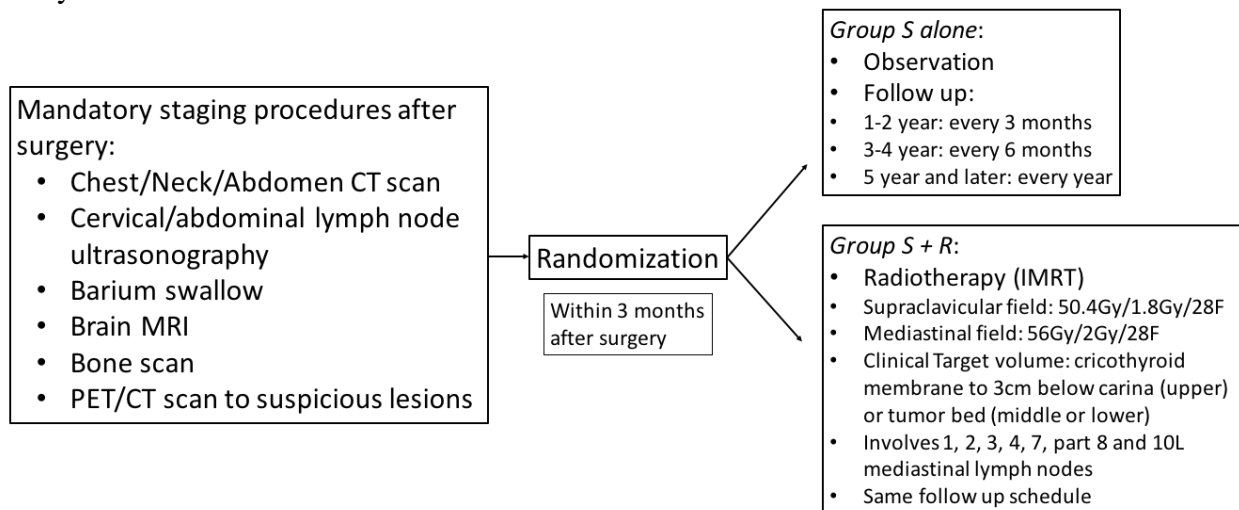 Mandatory staging procedures after
surgery:
• Chest/Neck/Abdomen CT scan
• Cervical/abdominal lymph node
ultrasonography
• Barium swallow
• Brain MRI
• Bone scan
• PET/CT scan to suspicious lesions
Randomization
Within 3 months
after surgery
Group S alone:
• Observation
• Follow up:
• 1-2 year: every 3 months
• 3-4 year: every 6 months
• 5 year and later: every year
Group S + R:
• Radiotherapy (IMRT)
• Supraclavicular field: 50.4Gy/1.8Gy/28F
• Mediastinal field: 56Gy/2Gy/28F
• Clinical Target volume: cricothyroid
membrane to 3cm below carina (upper)
or tumor bed (middle or lower)
• Involves 1, 2, 3, 4, 7, part 8 and 10L
mediastinal lymph nodes
• Same follow up schedule